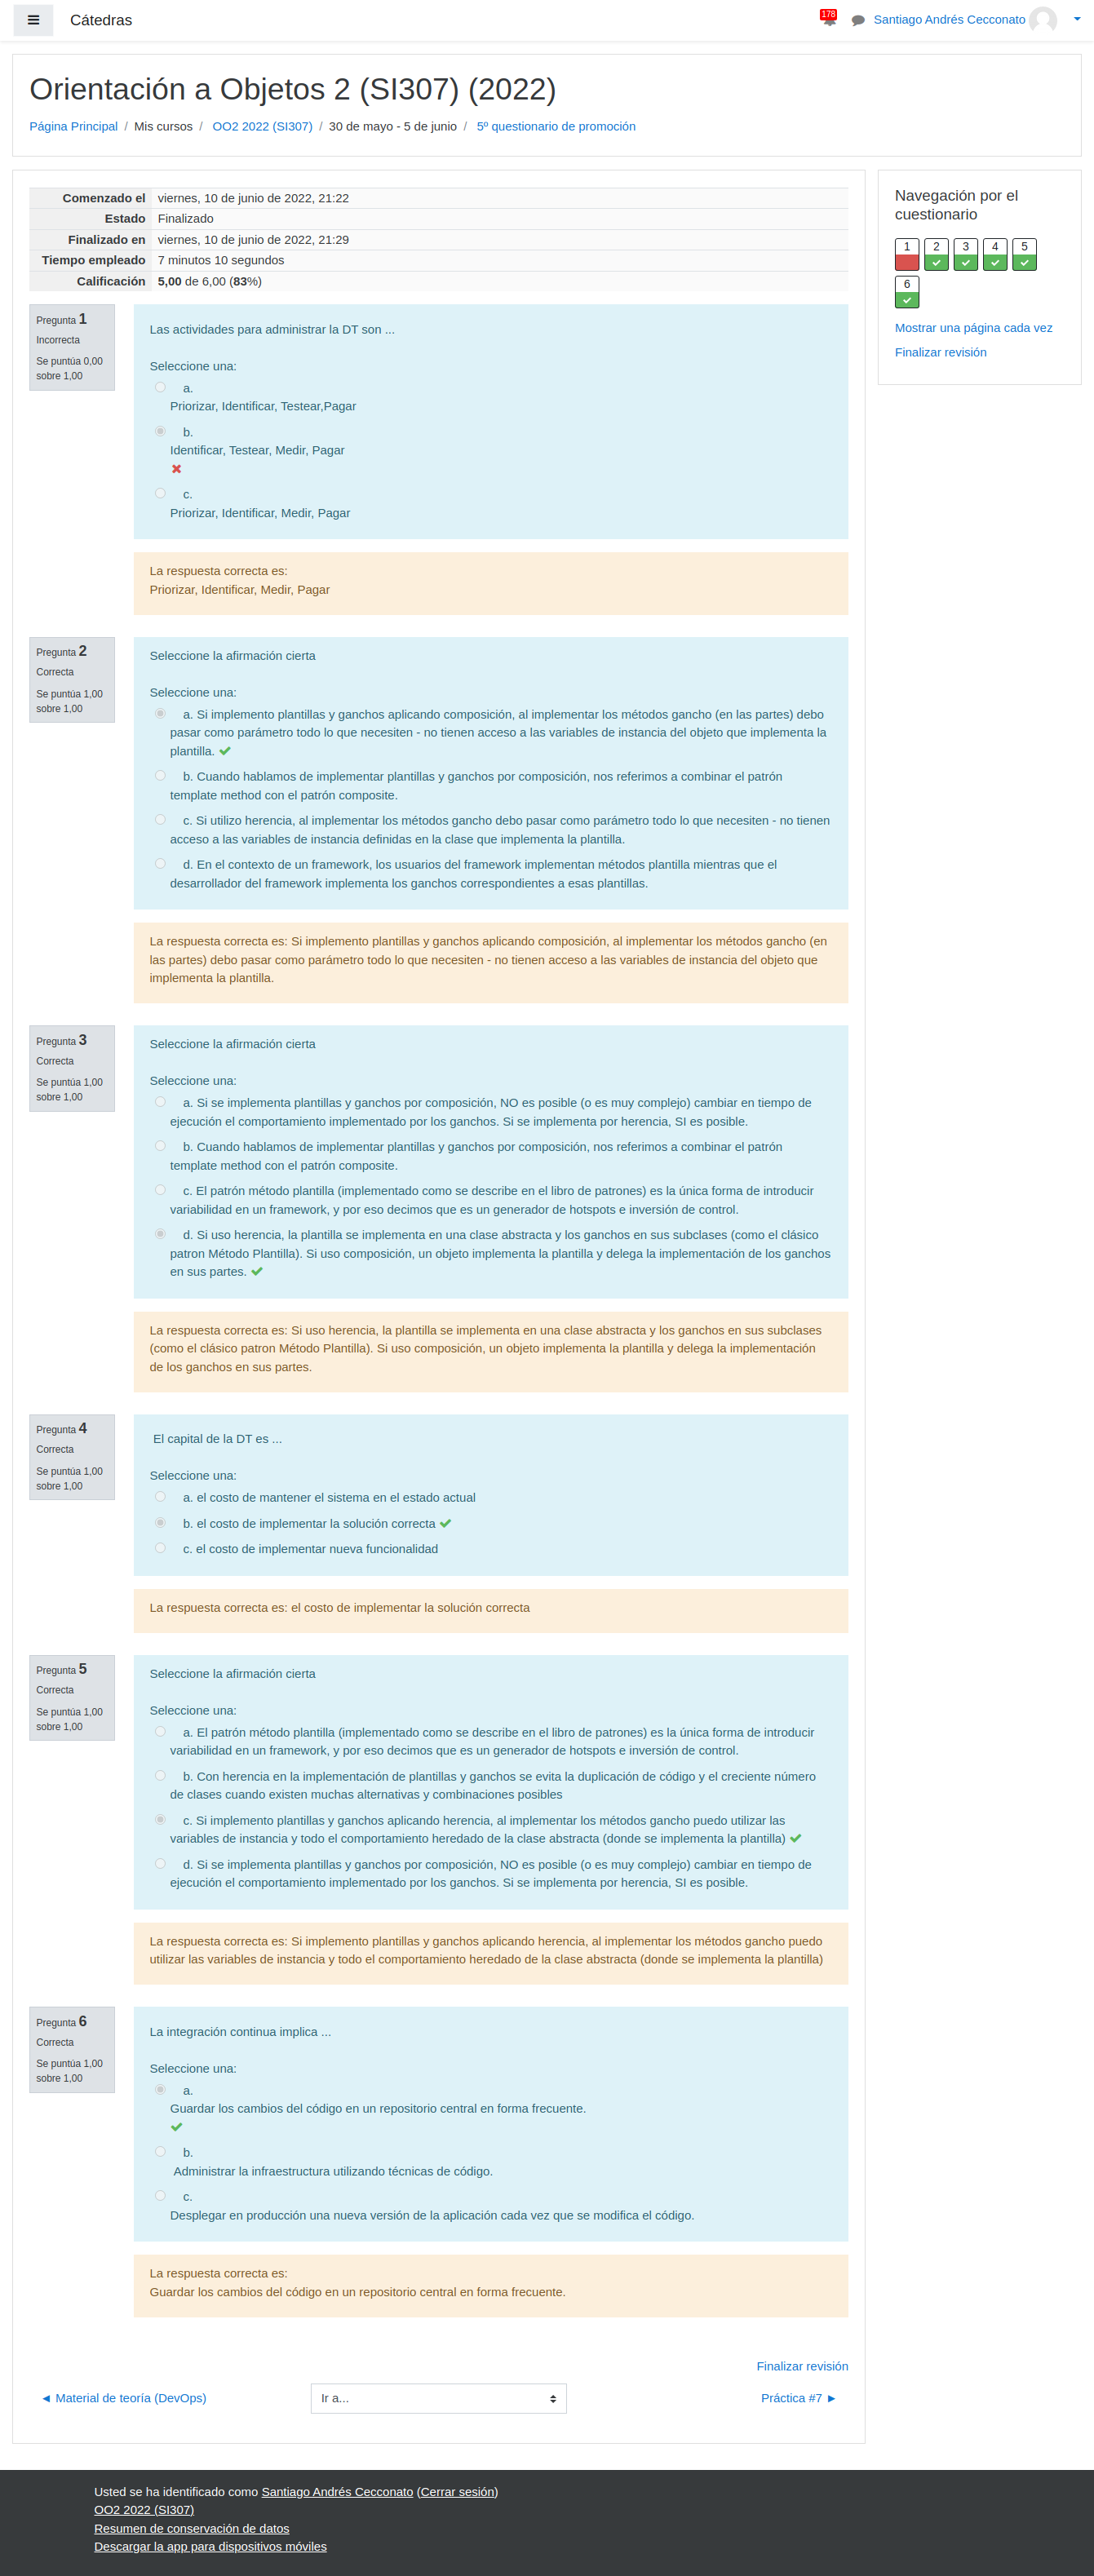 Cátedras
178
Santiago Andrés Cecconato
Orientación a Objetos 2 (SI307) (2022)
Página Principal / Mis cursos / OO2 2022 (SI307) / 30 de mayo - 5 de junio / 5º questionario de promoción
Comenzado el viernes, 10 de junio de 2022, 21:22
Estado Finalizado
Finalizado en viernes, 10 de junio de 2022, 21:29
Tiempo empleado 7 minutos 10 segundos
Calificación 5,00 de 6,00 (83%)
Pregunta 1
Incorrecta
Se puntúa 0,00
sobre 1,00
Las actividades para administrar la DT son ...
Seleccione una:
a.
Priorizar, Identificar, Testear,Pagar
b.
Identificar, Testear, Medir, Pagar
c.
Priorizar, Identificar, Medir, Pagar
La respuesta correcta es:
Priorizar, Identificar, Medir, Pagar
Pregunta 2
Correcta
Se puntúa 1,00
sobre 1,00
Seleccione la afirmación cierta
Seleccione una:
a. Si implemento plantillas y ganchos aplicando composición, al implementar los métodos gancho (en las partes) debo
pasar como parámetro todo lo que necesiten - no tienen acceso a las variables de instancia del objeto que implementa la
plantilla.
b. Cuando hablamos de implementar plantillas y ganchos por composición, nos referimos a combinar el patrón
template method con el patrón composite.
c. Si utilizo herencia, al implementar los métodos gancho debo pasar como parámetro todo lo que necesiten - no tienen
acceso a las variables de instancia definidas en la clase que implementa la plantilla.
d. En el contexto de un framework, los usuarios del framework implementan métodos plantilla mientras que el
desarrollador del framework implementa los ganchos correspondientes a esas plantillas.
La respuesta correcta es: Si implemento plantillas y ganchos aplicando composición, al implementar los métodos gancho (en
las partes) debo pasar como parámetro todo lo que necesiten - no tienen acceso a las variables de instancia del objeto que
implementa la plantilla.
Pregunta 3
Correcta
Se puntúa 1,00
sobre 1,00
Seleccione la afirmación cierta
Seleccione una:
a. Si se implementa plantillas y ganchos por composición, NO es posible (o es muy complejo) cambiar en tiempo de
ejecución el comportamiento implementado por los ganchos. Si se implementa por herencia, SI es posible.
b. Cuando hablamos de implementar plantillas y ganchos por composición, nos referimos a combinar el patrón
template method con el patrón composite.
c. El patrón método plantilla (implementado como se describe en el libro de patrones) es la única forma de introducir
variabilidad en un framework, y por eso decimos que es un generador de hotspots e inversión de control.
d. Si uso herencia, la plantilla se implementa en una clase abstracta y los ganchos en sus subclases (como el clásico
patron Método Plantilla). Si uso composición, un objeto implementa la plantilla y delega la implementación de los ganchos
en sus partes.
La respuesta correcta es: Si uso herencia, la plantilla se implementa en una clase abstracta y los ganchos en sus subclases
(como el clásico patron Método Plantilla). Si uso composición, un objeto implementa la plantilla y delega la implementación
de los ganchos en sus partes.
Pregunta 4
Correcta
Se puntúa 1,00
sobre 1,00
El capital de la DT es ...
Seleccione una:
a. el costo de mantener el sistema en el estado actual
b. el costo de implementar la solución correcta
c. el costo de implementar nueva funcionalidad
La respuesta correcta es: el costo de implementar la solución correcta
Pregunta 5
Correcta
Se puntúa 1,00
sobre 1,00
Seleccione la afirmación cierta
Seleccione una:
a. El patrón método plantilla (implementado como se describe en el libro de patrones) es la única forma de introducir
variabilidad en un framework, y por eso decimos que es un generador de hotspots e inversión de control.
b. Con herencia en la implementación de plantillas y ganchos se evita la duplicación de código y el creciente número
de clases cuando existen muchas alternativas y combinaciones posibles
c. Si implemento plantillas y ganchos aplicando herencia, al implementar los métodos gancho puedo utilizar las
variables de instancia y todo el comportamiento heredado de la clase abstracta (donde se implementa la plantilla)
d. Si se implementa plantillas y ganchos por composición, NO es posible (o es muy complejo) cambiar en tiempo de
ejecución el comportamiento implementado por los ganchos. Si se implementa por herencia, SI es posible.
La respuesta correcta es: Si implemento plantillas y ganchos aplicando herencia, al implementar los métodos gancho puedo
utilizar las variables de instancia y todo el comportamiento heredado de la clase abstracta (donde se implementa la plantilla)
Pregunta 6
Correcta
Se puntúa 1,00
sobre 1,00
La integración continua implica ...
Seleccione una:
a.
Guardar los cambios del código en un repositorio central en forma frecuente.
b.
Administrar la infraestructura utilizando técnicas de código.
c.
Desplegar en producción una nueva versión de la aplicación cada vez que se modifica el código.
La respuesta correcta es:
Guardar los cambios del código en un repositorio central en forma frecuente.
Finalizar revisión
◄ Material de teoría (DevOps)
Ir a...
Práctica #7 ►
Navegación por el
cuestionario
1 2 3 4 5
6
Mostrar una página cada vez
Finalizar revisión
Usted se ha identificado como Santiago Andrés Cecconato (Cerrar sesión)
OO2 2022 (SI307)
Resumen de conservación de datos
Descargar la app para dispositivos móviles